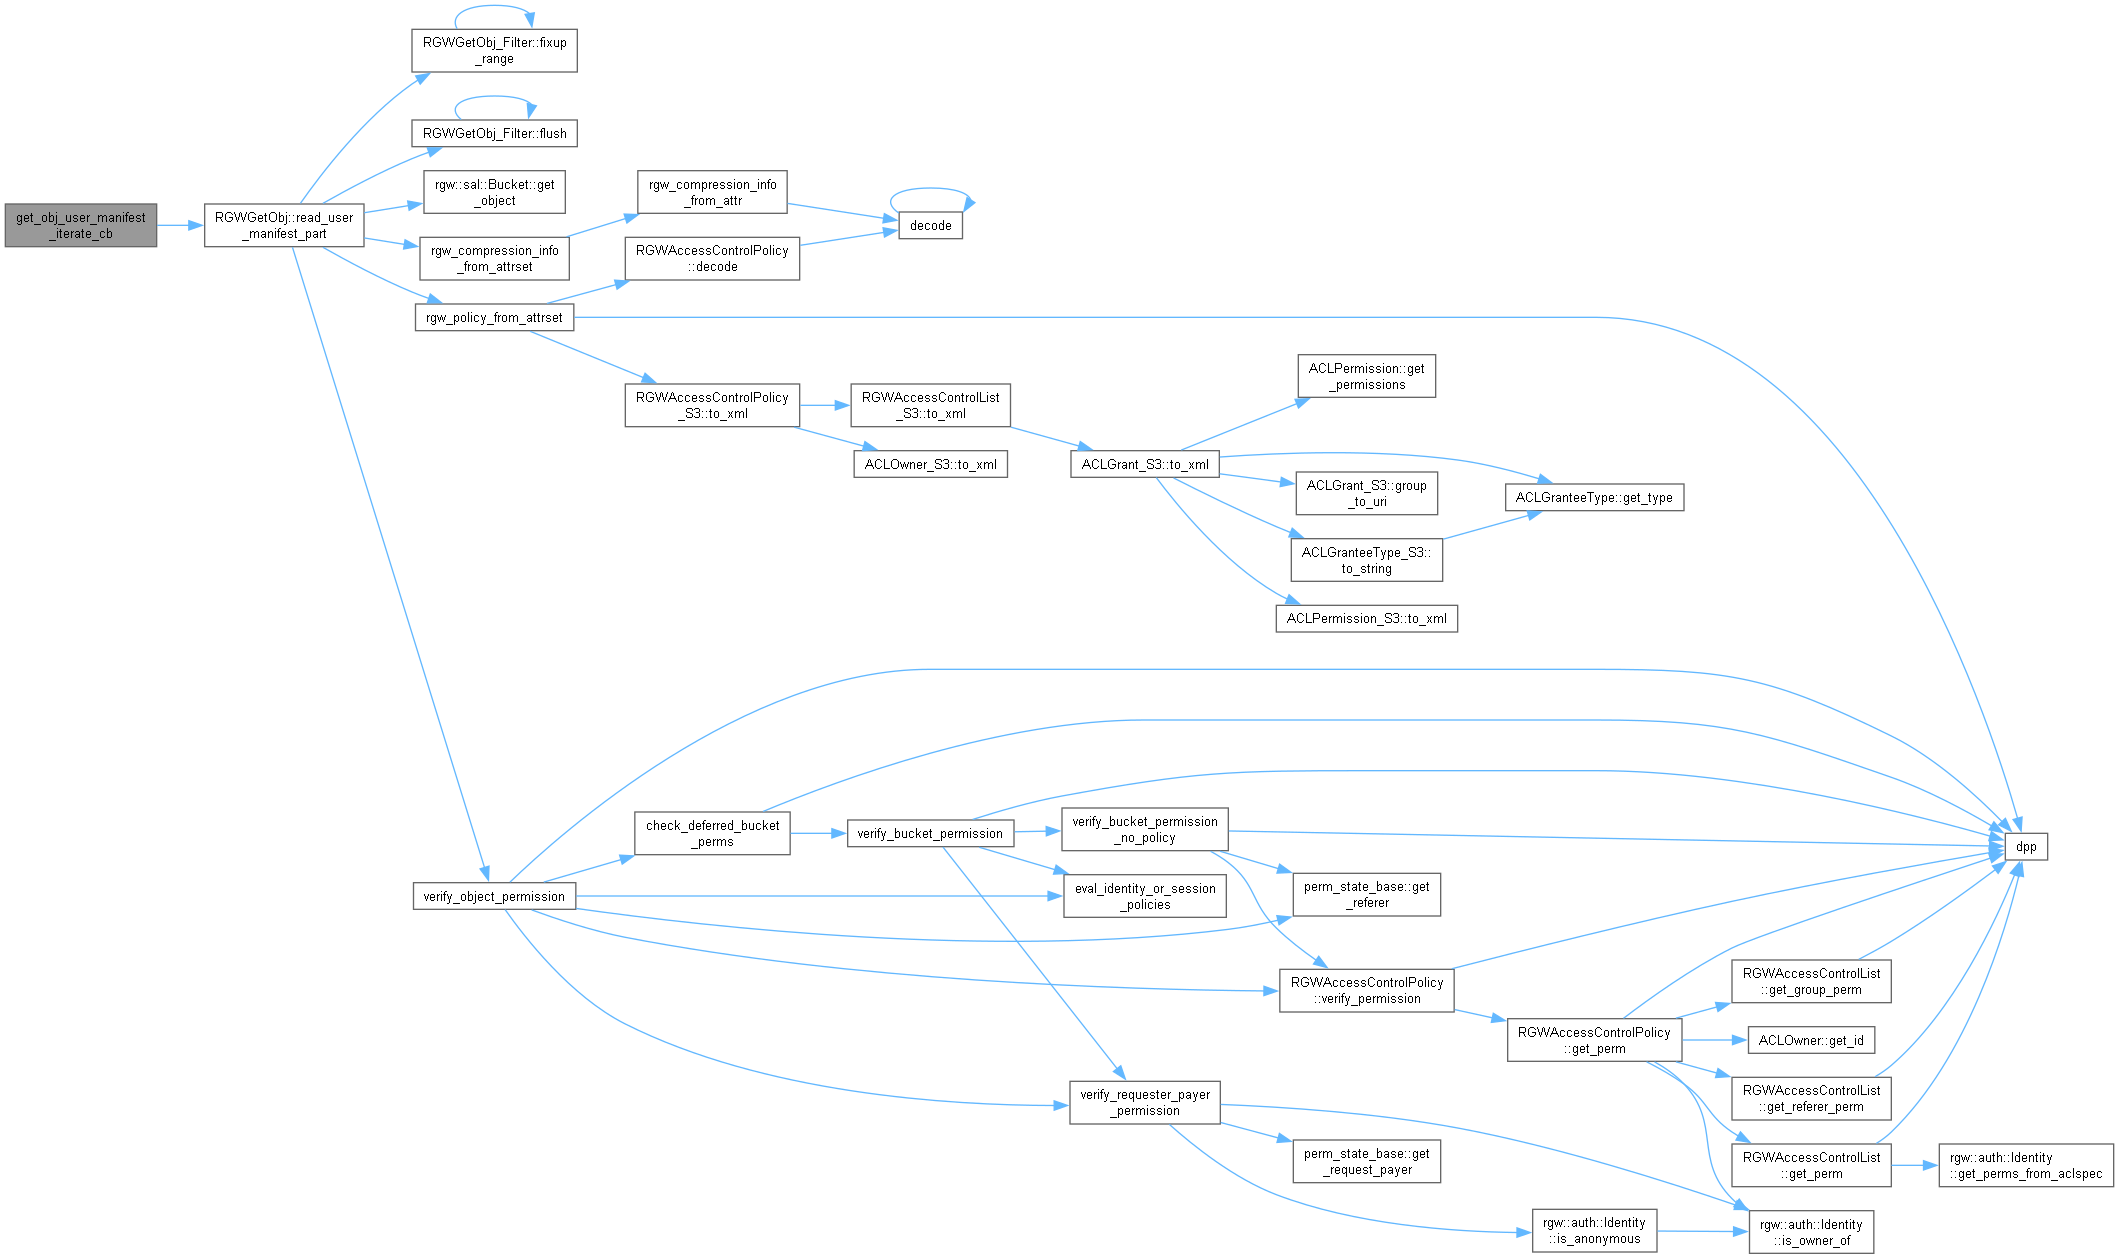 RGWGetObj_Filter::fixup
_range
RGWGetObj_Filter::flush
rgw::sal::Bucket::get
_object
rgw_compression_info
_from_attr
get_obj_user_manifest
_iterate_cb
RGWGetObj::read_user
_manifest_part
decode
rgw_compression_info
_from_attrset
RGWAccessControlPolicy
::decode
rgw_policy_from_attrset
ACLPermission::get
_permissions
RGWAccessControlPolicy
_S3::to_xml
RGWAccessControlList
_S3::to_xml
ACLOwner_S3::to_xml
ACLGrant_S3::to_xml
ACLGrant_S3::group
_to_uri
ACLGranteeType::get_type
ACLGranteeType_S3::
to_string
ACLPermission_S3::to_xml
check_deferred_bucket
_perms
verify_bucket_permission
verify_bucket_permission
_no_policy
dpp
verify_object_permission
eval_identity_or_session
_policies
perm_state_base::get
_referer
RGWAccessControlPolicy
::verify_permission
RGWAccessControlList
::get_group_perm
RGWAccessControlPolicy
::get_perm
ACLOwner::get_id
RGWAccessControlList
::get_referer_perm
verify_requester_payer
_permission
perm_state_base::get
_request_payer
RGWAccessControlList
::get_perm
rgw::auth::Identity
::get_perms_from_aclspec
rgw::auth::Identity
::is_anonymous
rgw::auth::Identity
::is_owner_of